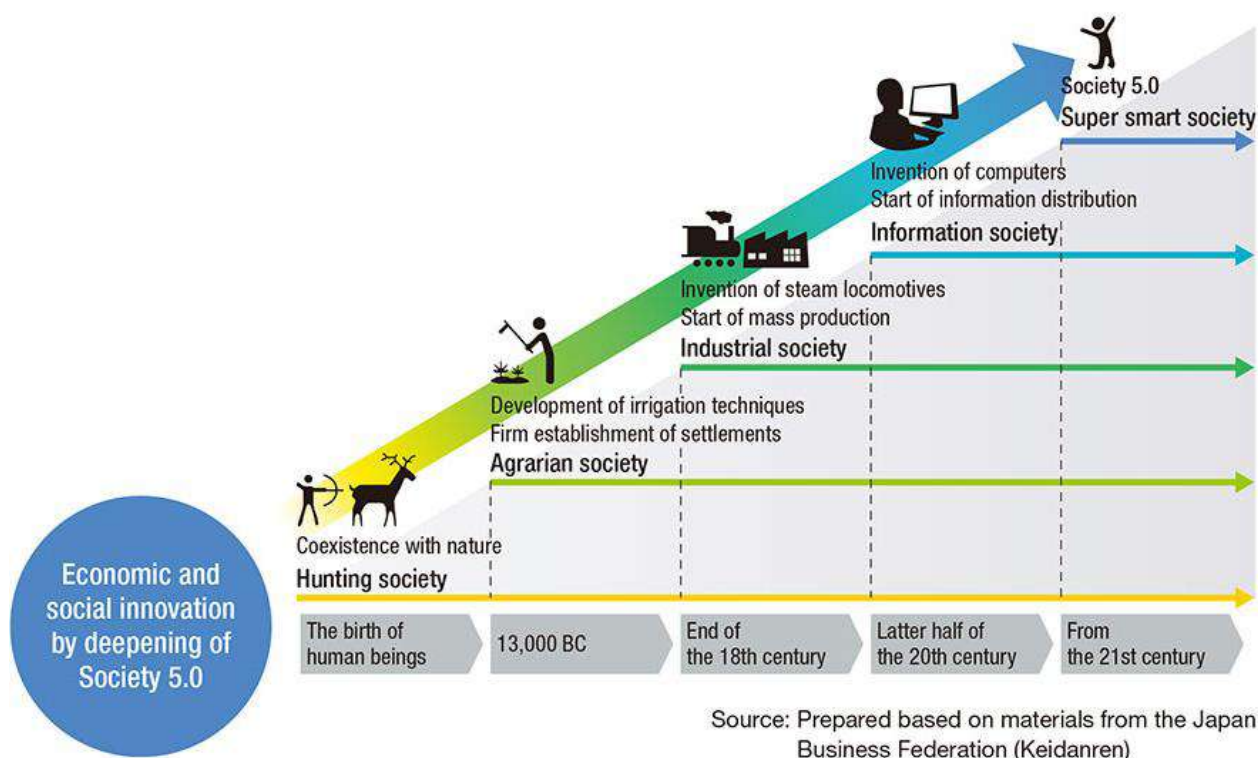 Society 5.0
Super smart society
Invention of computers
Start of information distribution
Information society
Invention of steam locomotives
Start of mass production
Industrial society
Development of irrigation techniques
Firm establishment of settlements
Agrarian society
Coexistence with nature
Hunting society
Economic and
social innovation
by deepening of
Society 5.0
The birth of
human beings
13,000 BC
End of
the 18th century
Latter half of
the 20th century
From
the 21st century
Source: Prepared based on materials from the Japan
Business Federation (Keidanren)